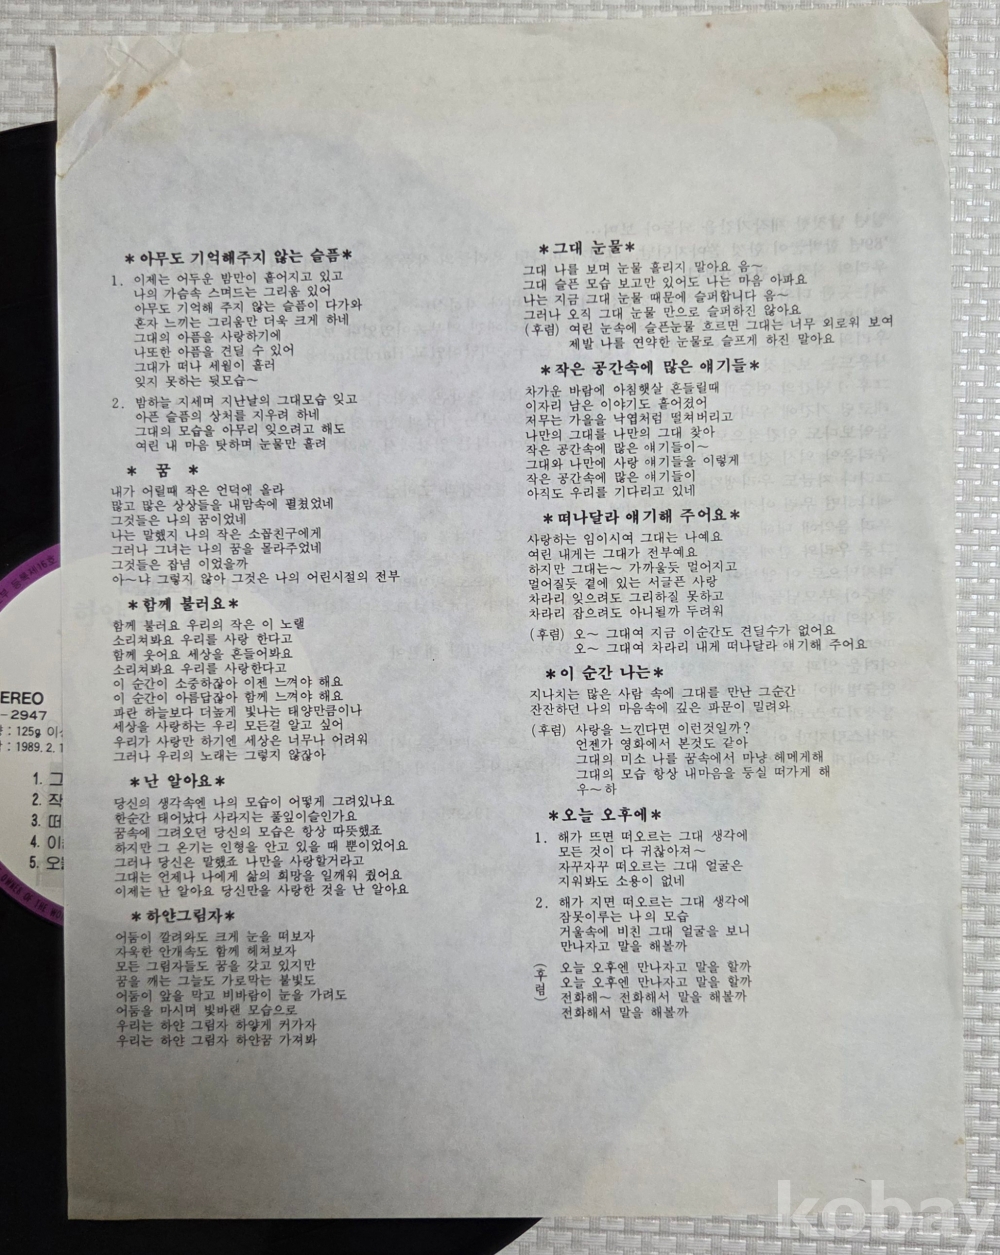 *아무도 기억해주지 않는 슬픔*
1. 이제는 어두운 밤만이 흩어지고 있고
나의 가슴속 스며드는 그리움 있어
아무도 기억해 주지 않는 슬픔이 다가와
혼자 느끼는 그리움만 더욱 크게 하네
그대의 아픔을 사랑하기에
나또한 아픔을 견딜 수 있어
그대가 떠나 세월이 흘러
잊지 못하는 뒷모습~
2. 밤하늘 지세며 지난날의 그대모습 잊고
아픈 슬픔의 상처를 지우려 하네
그대의 모습을 아무리 잊으려고 해도
여린 내 마음 탓하며 눈물만 흘려
* 꿈 *
내가 어릴때 작은 언덕에 올라
많고 많은 상상들을 내맘속에 펼쳤었네
그것들은 나의 꿈이었네
나는 말했지 나의 작은 소꿉친구에게
그러나 그녀는 나의 꿈을 몰라주었네
그것들은 잡념 이었을까
아~냐 그렇지 않아 그것은 나의 어린시절의 전부
*함께 불러요*
함께 불러요 우리의 작은 이 노랠
소리쳐봐요 우리를 사랑 한다고
함께 웃어요 세상을 흔들어봐요
소리쳐봐요 우리를 사랑한다고
이 순간이 소중하잖아 이젠 느껴야 해요
이 순간이 아름답잖아 함께 느껴야 해요
파란 하늘보다 더높게 빛나는 태양만큼이나
세상을 사랑하는 우리 모든걸 알고 싶어
우리가 사랑만 하기엔 세상은 너무나 어려워
그러나 우리의 노래는 그렇지 않잖아
*난 알아요*
당신의 생각속엔 나의 모습이 어떻게 그려있나요
한순간 태어났다 사라지는 풀잎이슬인가요
꿈속에 그려오던 당신의 모습은 항상 따뜻했죠
하지만 그 온기는 인형을 안고 있을 때 뿐이었어요
그러나 당신은 말했죠 나만을 사랑할거라고
그대는 언제나 나에게 삶의 희망을 일깨워 줬어요
이제는 난 알아요 당신만을 사랑한 것을 난 알아요
*하얀그림자*
어둠이 깔려와도 크게 눈을 떠보자
자욱한 안개속도 함께 헤쳐보자
모든 그림자들도 꿈을 갖고 있지만
꿈을 깨는 그늘도 가로막는 불빛도
어둠이 앞을 막고 비바람이 눈을 가려도
어둠을 마시며 빛바랜 모습으로
우리는 하얀 그림자 하얗게 커가자
우리는 하얀 그림자 하얀꿈 가져봐
*그대 눈물*
그대 나를 보며 눈물 흘리지 말아요 음~
그대 슬픈 모습 보고만 있어도 나는 마음 아파요
나는 지금 그대 눈물 때문에 슬퍼합니다 음~
그러나 오직 그대 눈물 만으로 슬퍼하진 않아요
(후렴) 여린 눈속에 슬픈눈물 흐르면 그대는 너무 외로워 보여
제발 나를 연약한 눈물로 슬프게 하진 말아요
*작은 공간속에 많은 얘기들*
차가운 바람에 아침햇살 흔들릴때
이자리 남은 이야기도 흩어졌어
저무는 가을을 낙엽처럼 떨쳐버리고
나만의 그대를 나만의 그대 찾아
작은 공간속에 많은 얘기들이~
그대와 나만에 사랑 얘기들을 이렇게
작은 공간속에 많은 얘기들이
아직도 우리를 기다리고 있네
*떠나달라 얘기해 주어요*
사랑하는 임이시여 그대는 나예요
여린 내게는 그대가 전부예요
하지만 그대는~ 가까울듯 멀어지고
멀어질듯 곁에 있는 서글픈 사랑
차라리 잊으려도 그리하질 못하고
차라리 잡으려도 아니될까 두려워
(후렴) 오~ 그대여 지금 이순간도 견딜수가 없어요
오~ 그대여 차라리 내게 떠나달라 얘기해 주어요
*이 순간 나는*
지나치는 많은 사람 속에 그대를 만난 그순간
잔잔하던 나의 마음속에 깊은 파문이 밀려와
(후렴) 사랑을 느낀다면 이런것일까?
언젠가 영화에서 본것도 같아
그대의 미소 나를 꿈속에서 마냥 헤메게해
그대의 모습 항상 내마음을 둥실 떠가게 해
우~하
*오늘 오후에*
1. 해가 뜨면 떠오르는 그대 생각에
모든 것이 다 귀찮아져~
자꾸자꾸 떠오르는 그대 얼굴은
지워봐도 소용이 없네
2. 해가 지면 떠오르는 그대 생각에
잠못이루는 나의 모습
거울속에 비친 그대 얼굴을 보니
만나자고 말을 해볼까
(후렴) 오늘 오후엔 만나자고 말을 할까
오늘 오후엔 만나자고 말을 할까
전화해~ 전화해서 말을 해볼까
전화해서 말을 해볼까
EREO
-2947
: 125g 이
: 1989. 2. 1
1. 그
2. 작
3. 떠
4. 이
5. 오
kobay